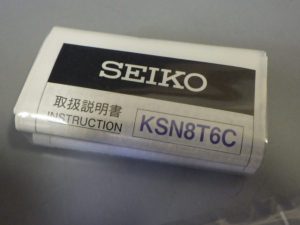 SEIKO
取扱説明書
INSTRUCTION
KSN8T6C